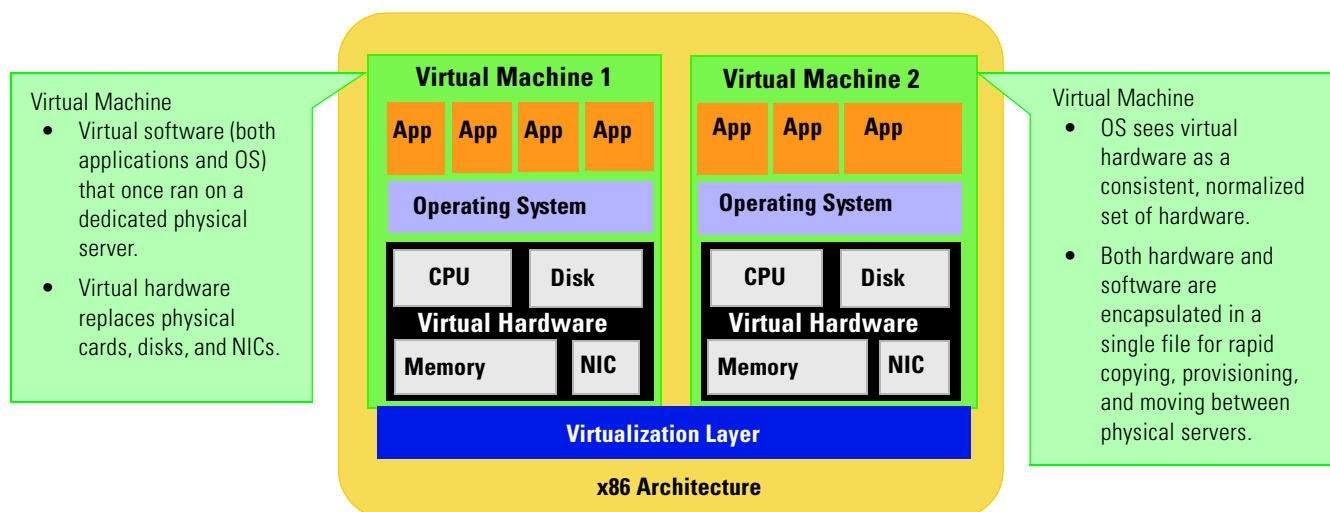 Virtual Machine
• Virtual software (both
applications and OS)
that once ran on a
dedicated physical
server.
• Virtual hardware
replaces physical
cards, disks, and NICs.
Virtual Machine 1
App App App App
Operating System
CPU Disk
Virtual Hardware
Memory NIC
Virtual Machine 2
App App App
Operating System
CPU Disk
Virtual Hardware
Memory NIC
Virtualization Layer
x86 Architecture
Virtual Machine
• OS sees virtual
hardware as a
consistent, normalized
set of hardware.
• Both hardware and
software are
encapsulated in a
single file for rapid
copying, provisioning,
and moving between
physical servers.